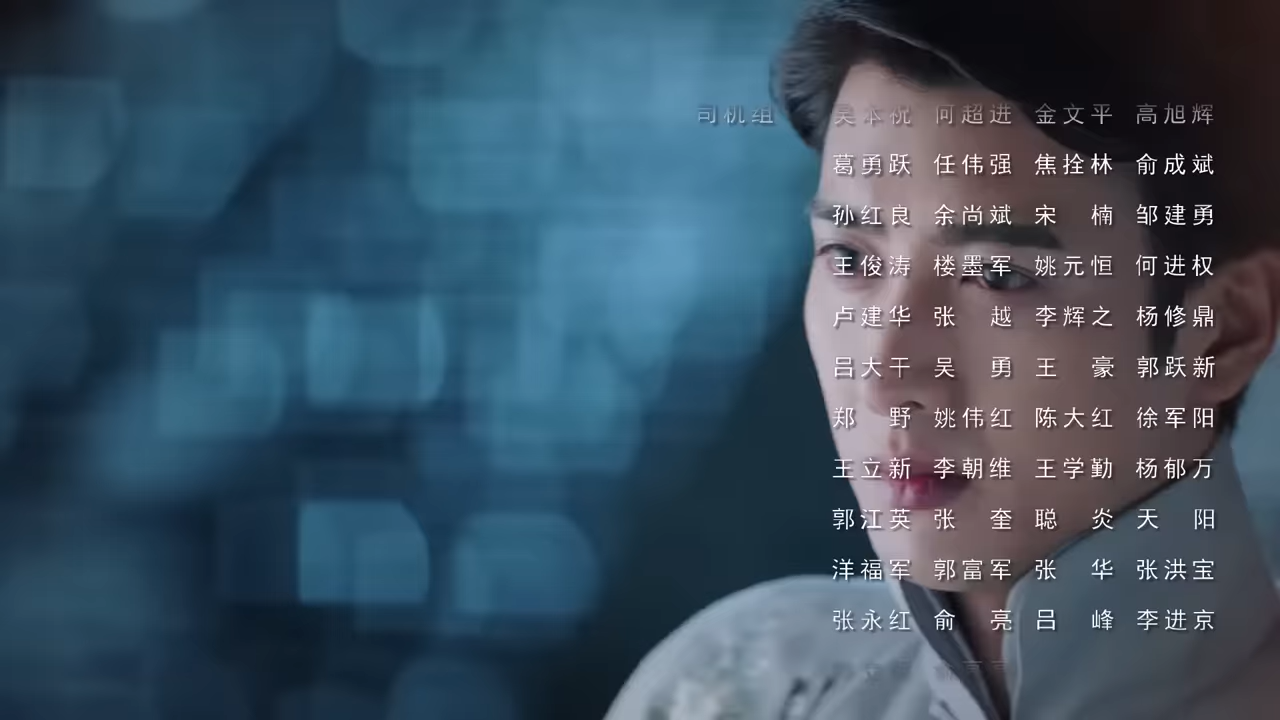 司机组 吴本祝 何超进 金文平 高旭辉
葛勇跃 任伟强 焦拴林 俞成斌
孙红良 余尚斌 宋 楠 邹建勇
王俊涛 楼墨军 姚元恒 何进权
卢建华 张 越 李辉之 杨修鼎
吕大干 吴 勇 王 豪 郭跃新
郑 野 姚伟红 陈大红 徐军阳
王立新 李朝维 王学勤 杨郁万
郭江英 张 奎 聪 炎 天 阳
洋福军 郭富军 张 华 张洪宝
张永红 俞 亮 吕 峰 李进京